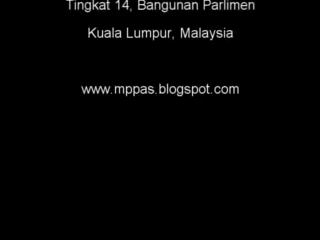 Tingkat 14, Bangunan Parlimen
Kuala Lumpur, Malaysia
www.mppas.blogspot.com